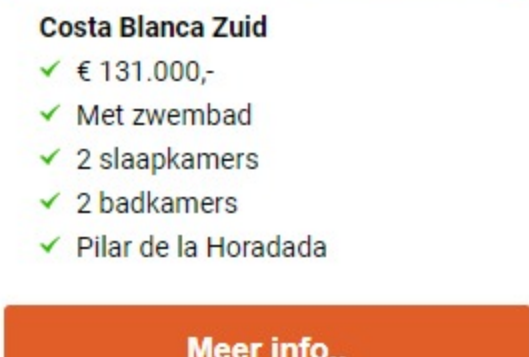 Costa Blanca Zuid
€ 131.000,-
Met zwembad
2 slaapkamers
2 badkamers
Pilar de la Horadada
Meer info..